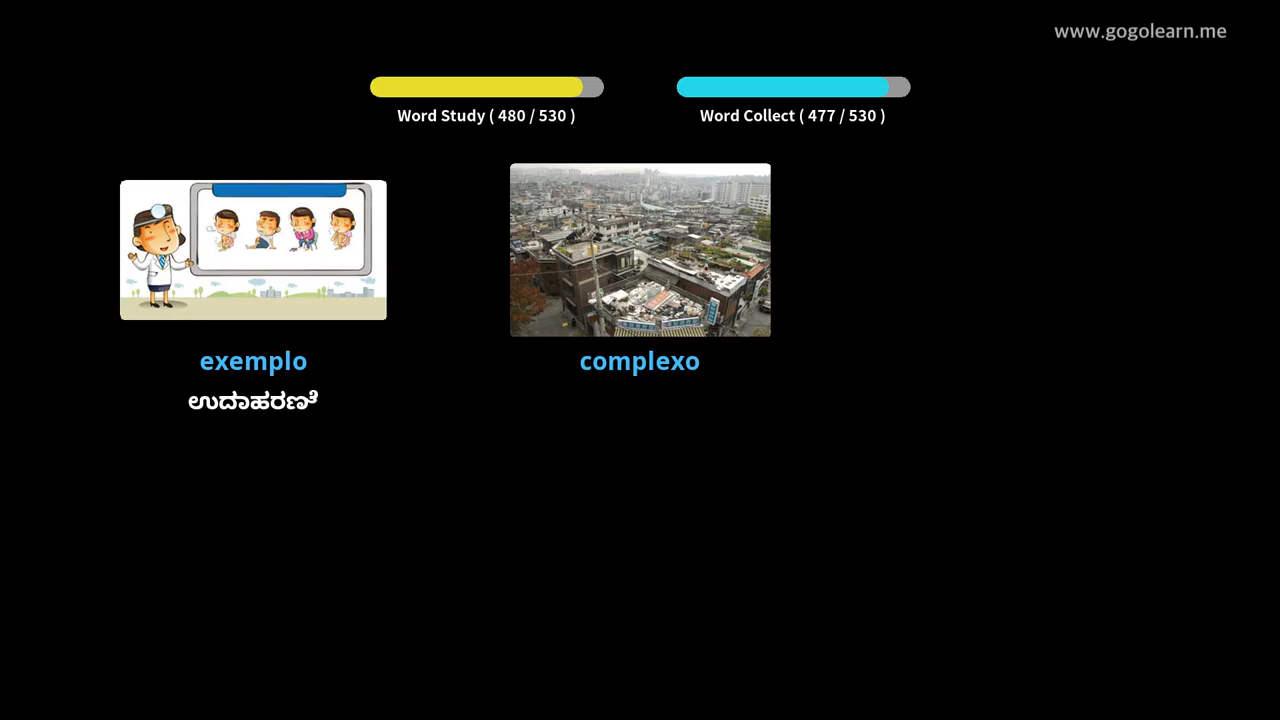 www.gogolearn.me
Word Study ( 480 / 530 )
Word Collect ( 477 / 530 )
exemplo
ಉದಾಹರಣೆ
complexo